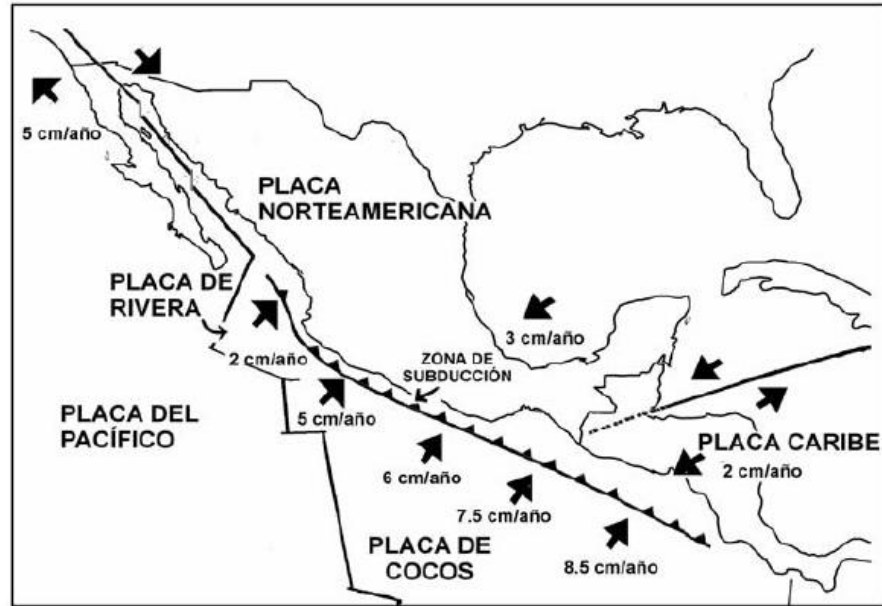 5 cm/año
PLACA
NORTEAMERICANA
PLACA DE
RIVERA
3 cm/año
2 cm/año
ZONA DE
SUBDUCCIÓN
PLACA DEL
PACÍFICO
5 cm/año
PLACA CARIBE
2 cm/año
6 cm/año
7.5 cm/año
PLACA DE
COCOS
8.5 cm/año